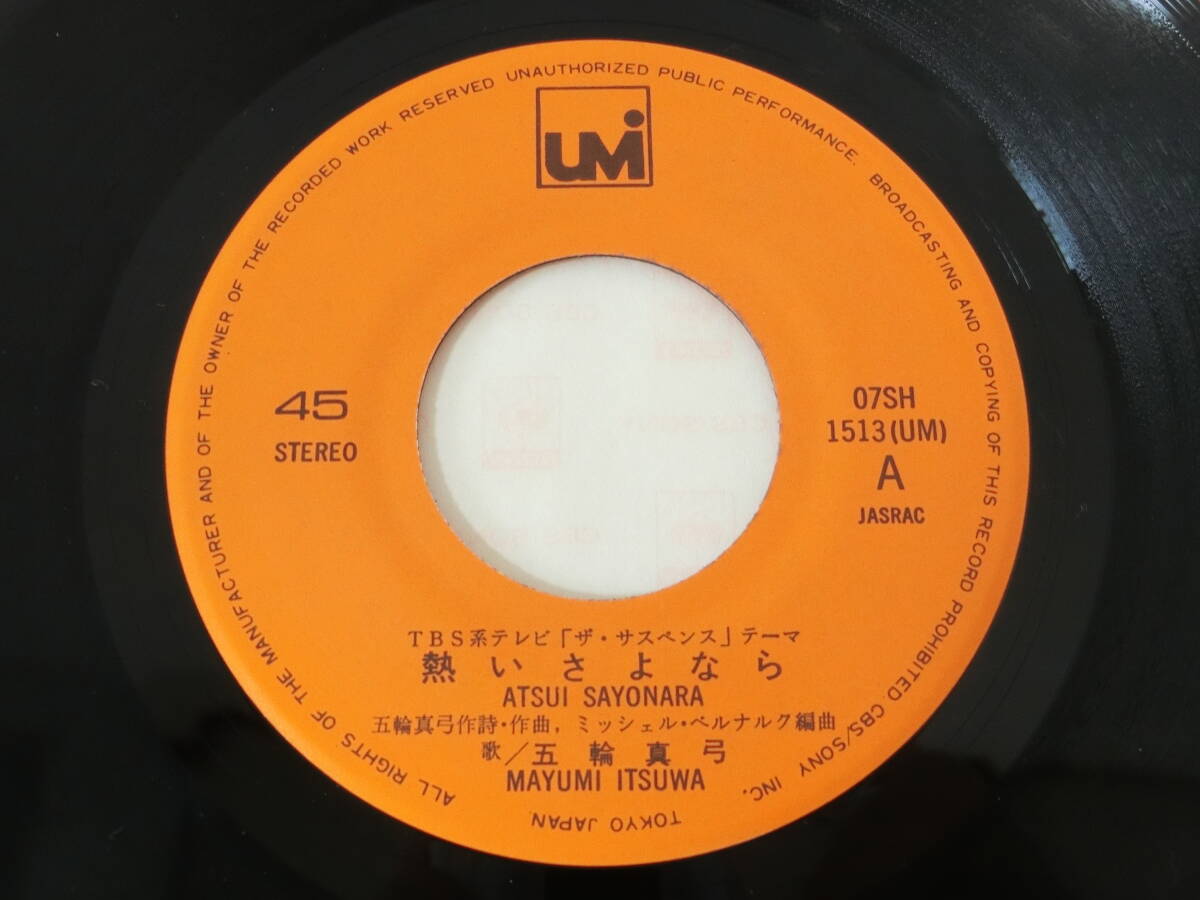 UMI
ALL RIGHTS OF THE MANUFACTURER AND OF THE OWNER OF THE RECORDED WORK RESERVED UNAUTHORIZED PUBLIC PERFORMANCE. BROADCASTING AND COPYING OF THIS RECORD PROHIBITED CBS/SONY INC. TOKYO JAPAN.
45
STEREO
07SH
1513(UM)
A
JASRAC
TBS系テレビ「ザ・サスペンス」テーマ
熱いさよなら
ATSUI SAYONARA
五輪真弓作詩・作曲, ミッシェル・ベルナルク編曲
歌/五輪真弓
MAYUMI ITSUWA